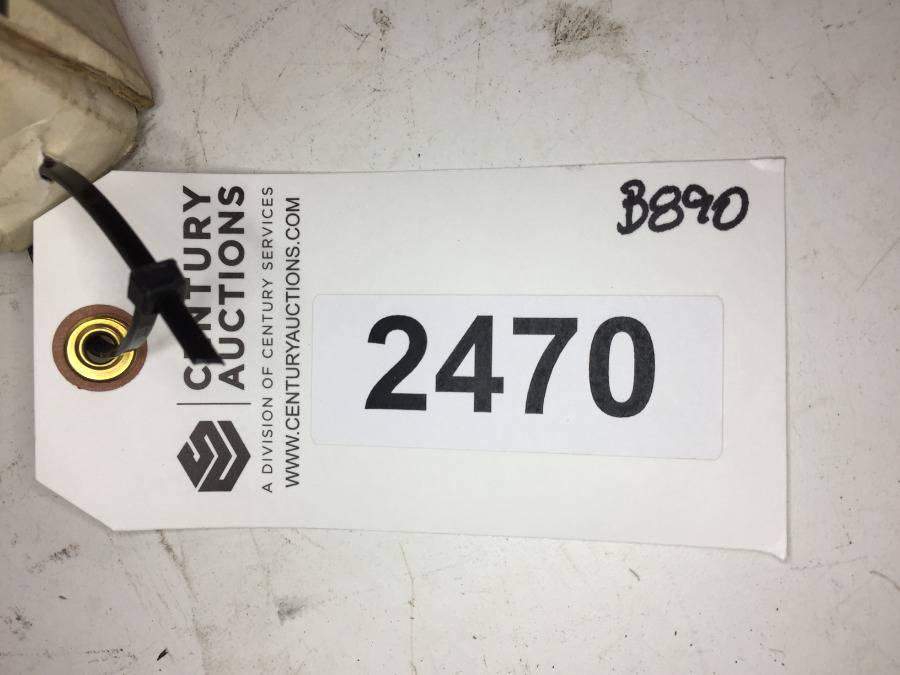 CENTURY
AUCTIONS
A DIVISION OF CENTURY SERVICES
WWW.CENTURYAUCTIONS.COM
B890
2470